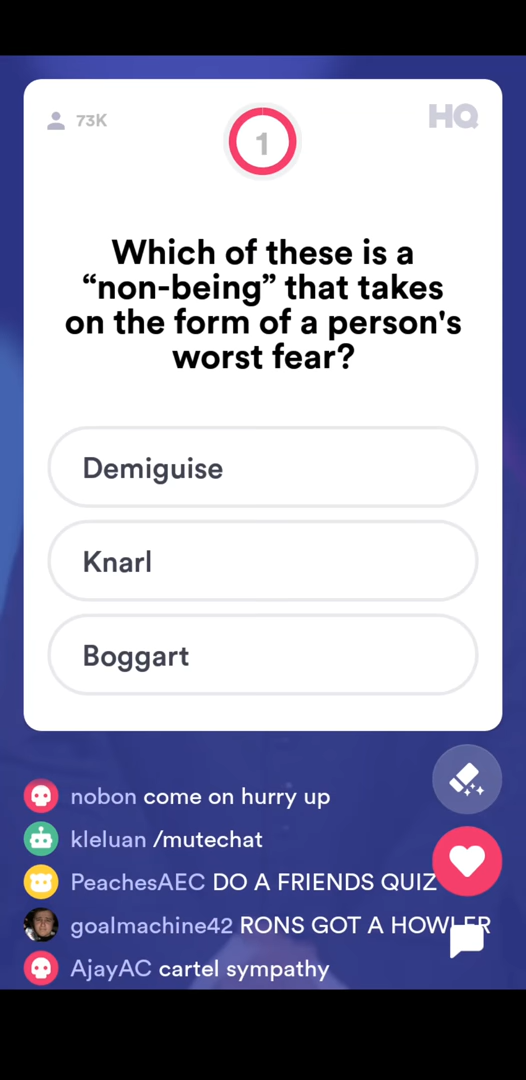 73K
1
HQ
Which of these is a
“non-being” that takes
on the form of a person's
worst fear?
Demiguise
Knarl
Boggart
nobon come on hurry up
kleluan /mutechat
PeachesAEC DO A FRIENDS QUIZ
goalmachine42 RONS GOT A HOWLER
AjayAC cartel sympathy